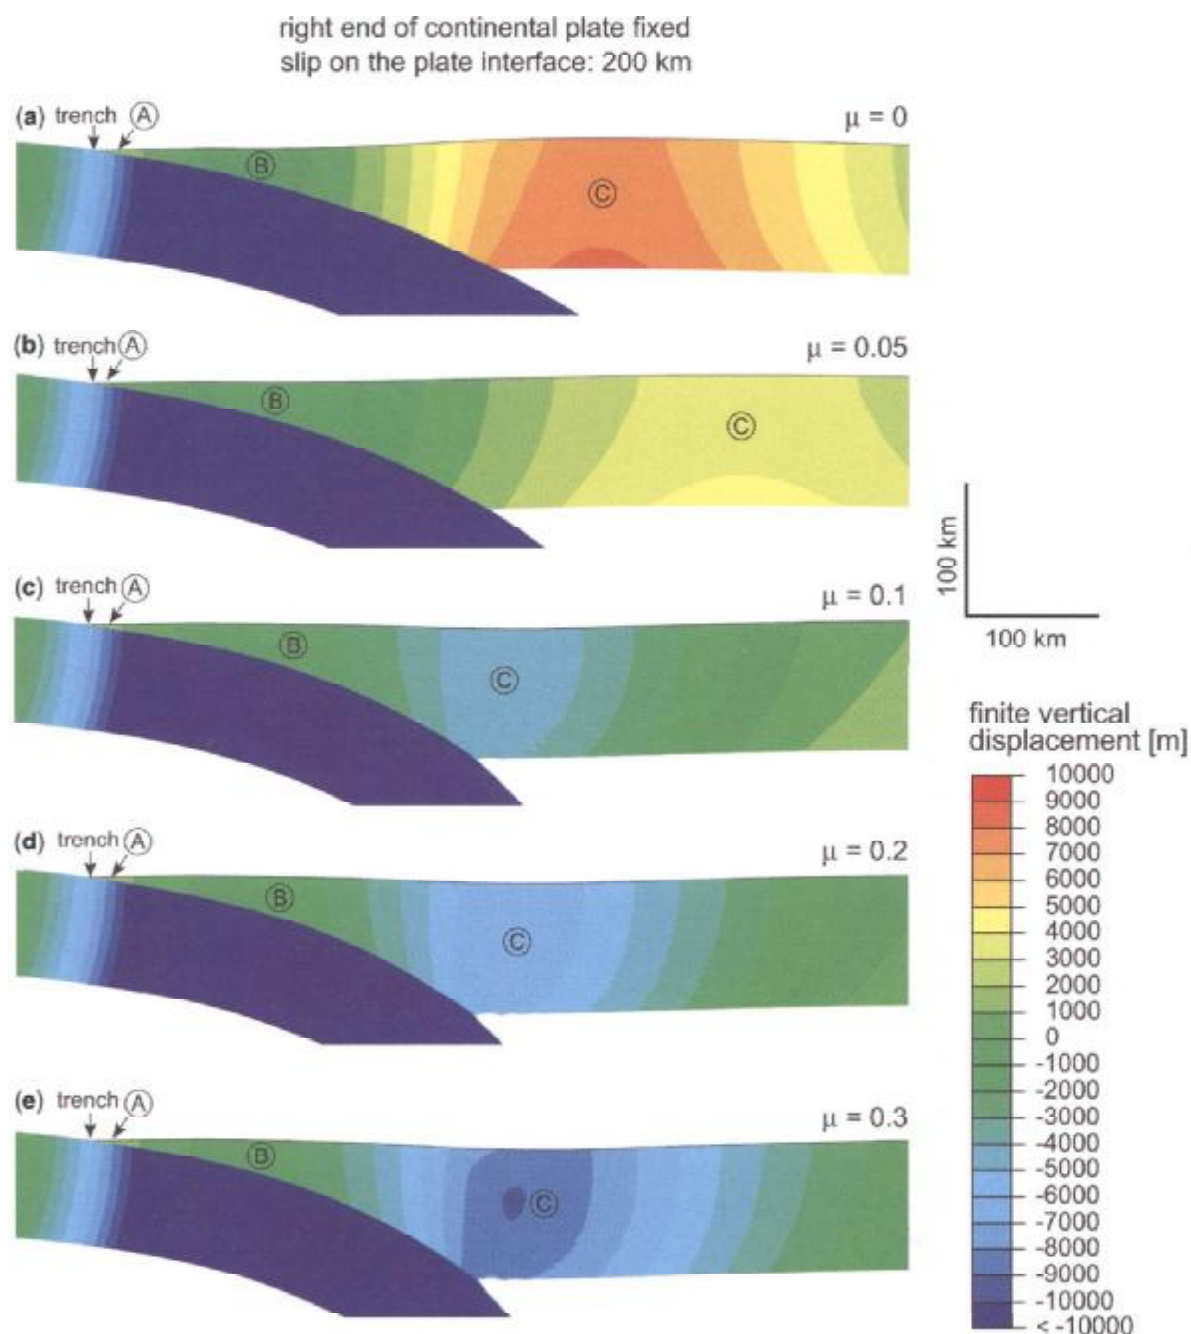 right end of continental plate fixed
slip on the plate interface: 200 km
(a) trench A μ = 0
B
C
(b) trench A μ = 0.05
B
C
100 km
100 km
(c) trench A μ = 0.1
B
C
finite vertical
displacement [m]
10000
9000
8000
7000
6000
5000
4000
3000
2000
1000
0
-1000
-2000
-3000
-4000
-5000
-6000
-7000
-8000
-9000
-10000
< -10000
(d) trench A μ = 0.2
B
C
(e) trench A μ = 0.3
B
C